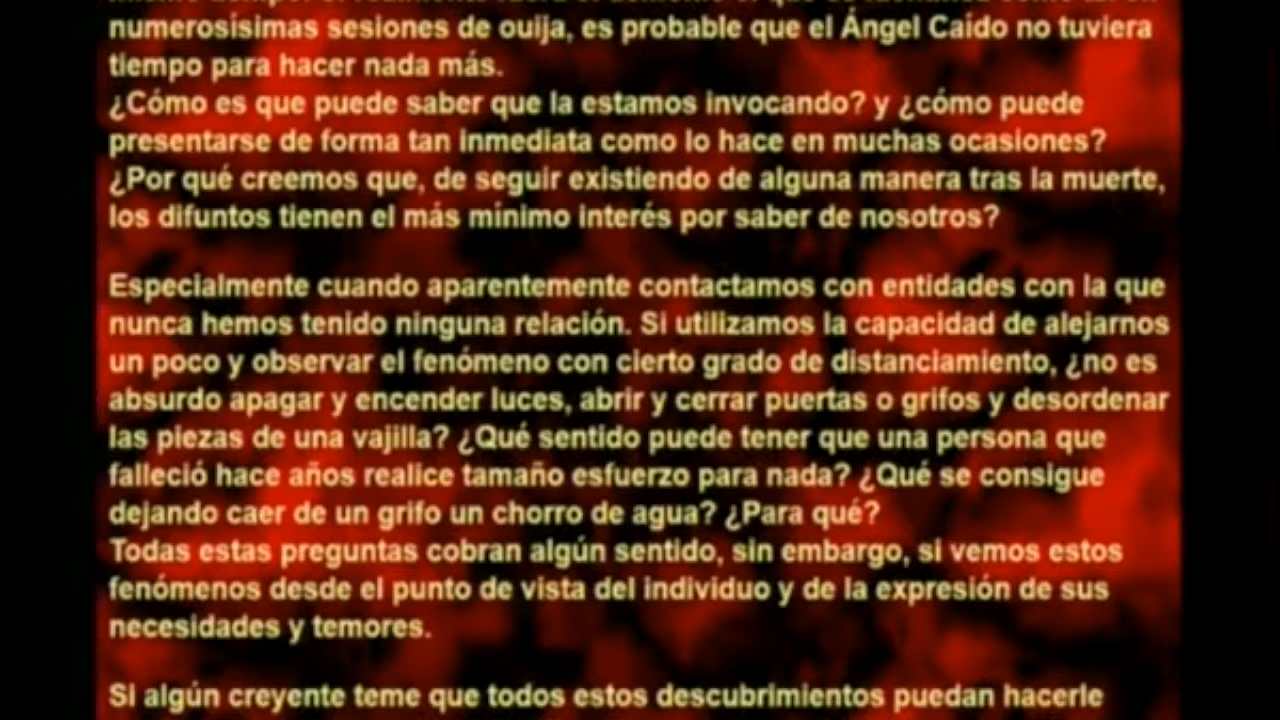 numerosísimas sesiones de ouija, es probable que el Ángel Caído no tuviera
tiempo para hacer nada más.
¿Cómo es que puede saber que la estamos invocando? y ¿cómo puede
presentarse de forma tan inmediata como lo hace en muchas ocasiones?
¿Por qué creemos que, de seguir existiendo de alguna manera tras la muerte,
los difuntos tienen el más mínimo interés por saber de nosotros?
Especialmente cuando aparentemente contactamos con entidades con la que
nunca hemos tenido ninguna relación. Si utilizamos la capacidad de alejarnos
un poco y observar el fenómeno con cierto grado de distanciamiento, ¿no es
absurdo apagar y encender luces, abrir y cerrar puertas o grifos y desordenar
las piezas de una vajilla? ¿Qué sentido puede tener que una persona que
falleció hace años realice tamaño esfuerzo para nada? ¿Qué se consigue
dejando caer de un grifo un chorro de agua? ¿Para qué?
Todas estas preguntas cobran algún sentido, sin embargo, si vemos estos
fenómenos desde el punto de vista del individuo y de la expresión de sus
necesidades y temores.
Si algún creyente teme que todos estos descubrimientos puedan hacerle